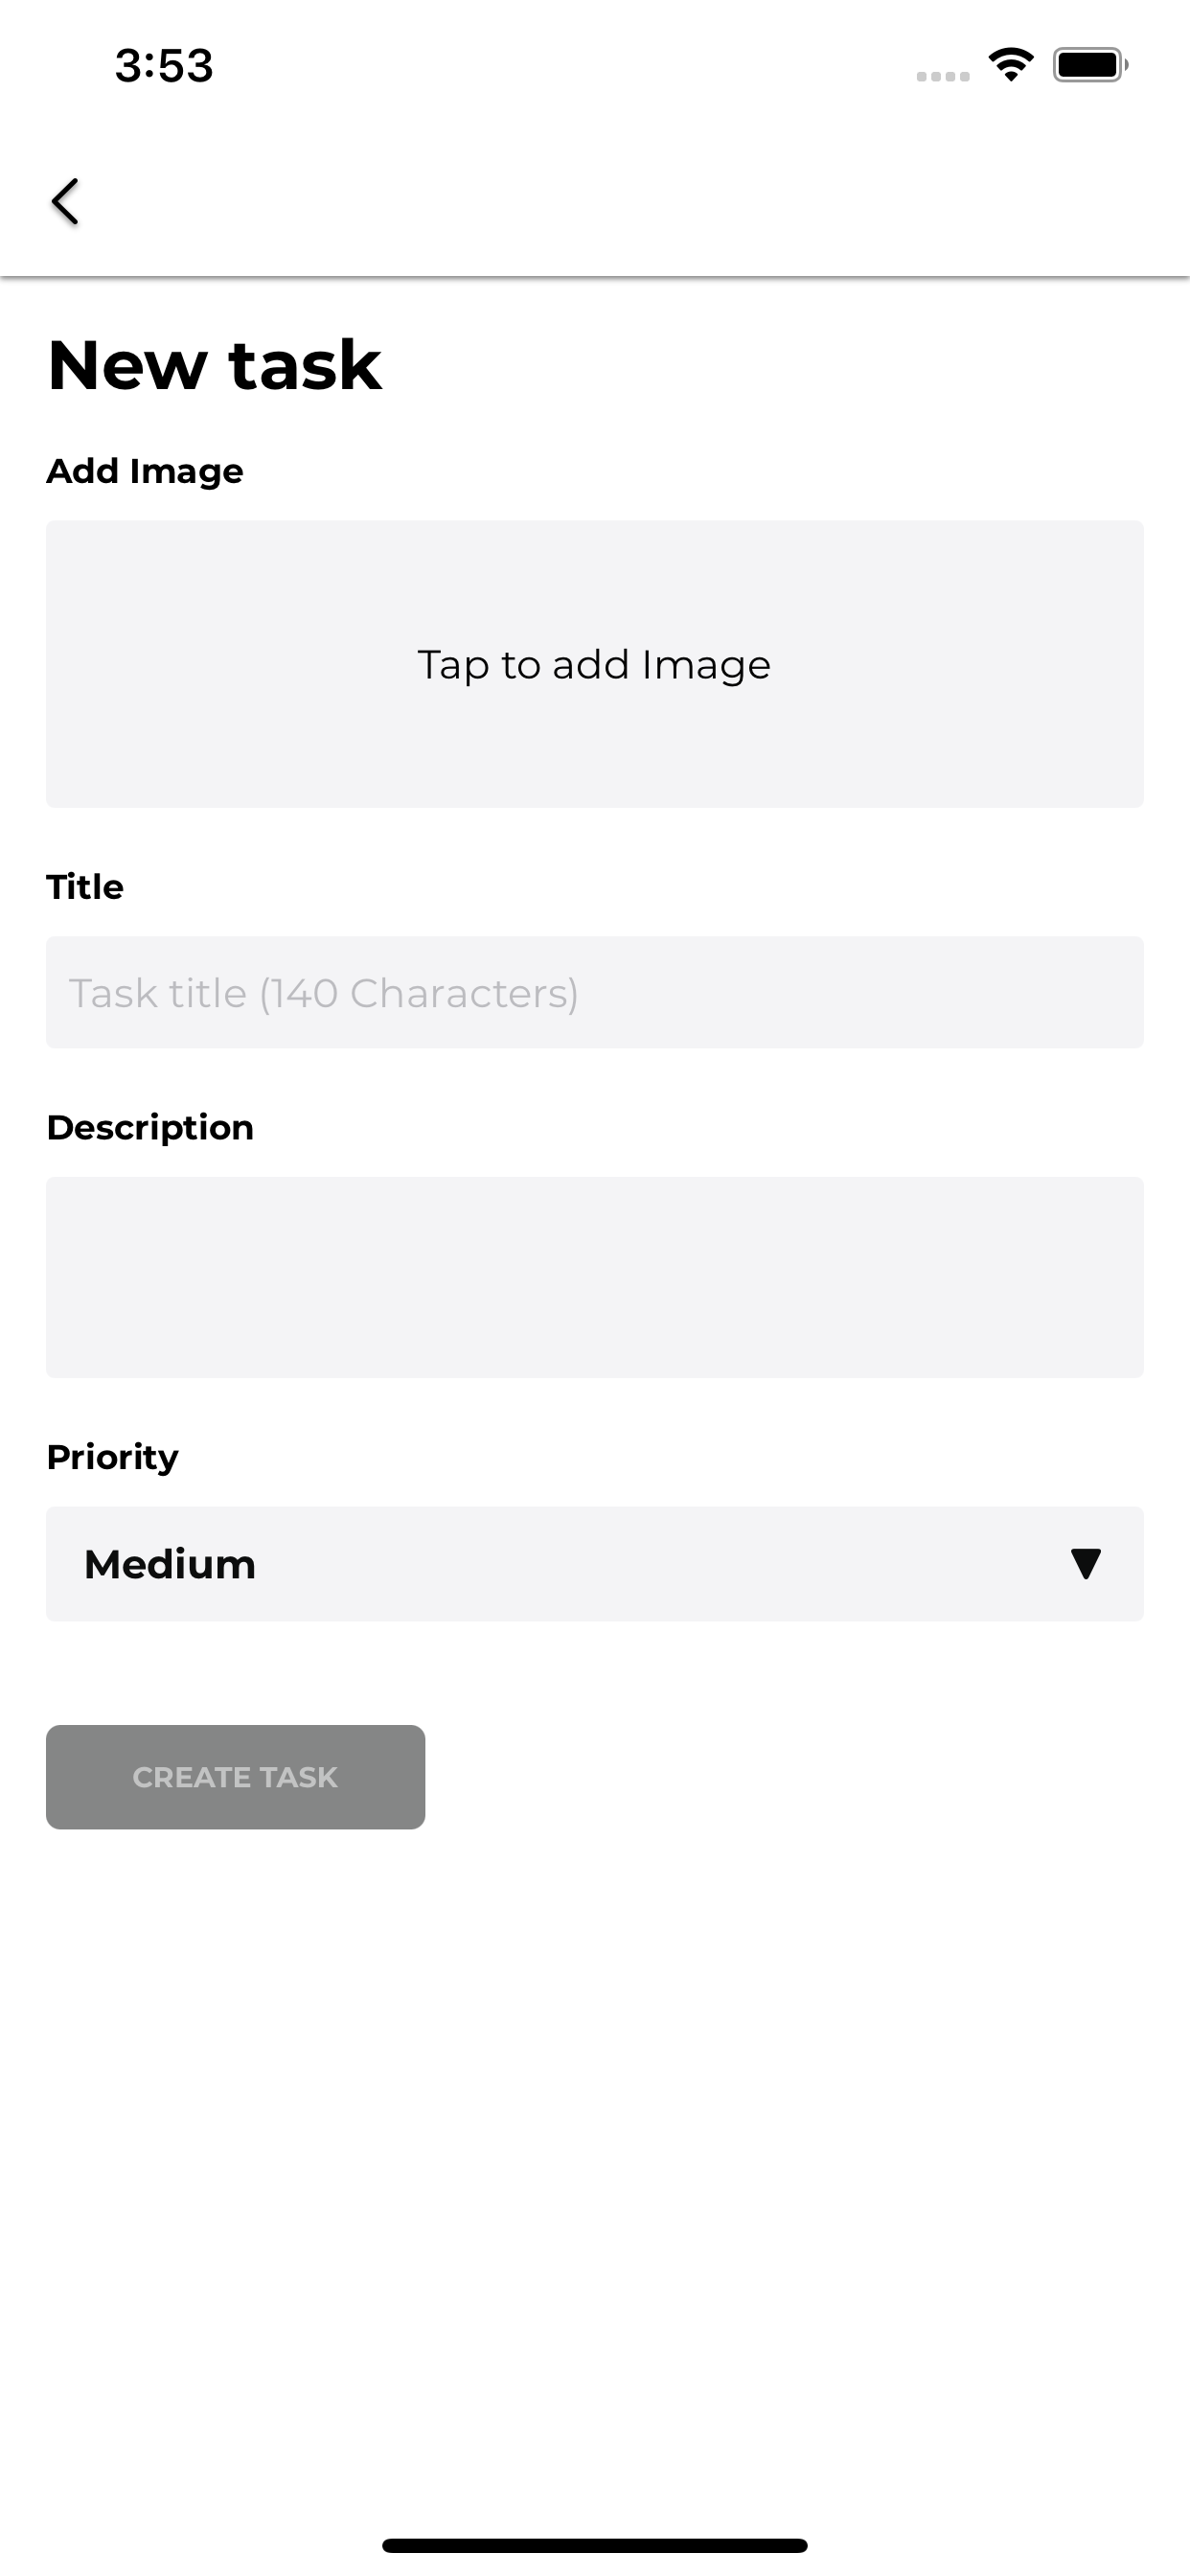 3:53
New task
Add Image
Tap to add Image
Title
Task title (140 Characters)
Description
Priority
Medium
CREATE TASK